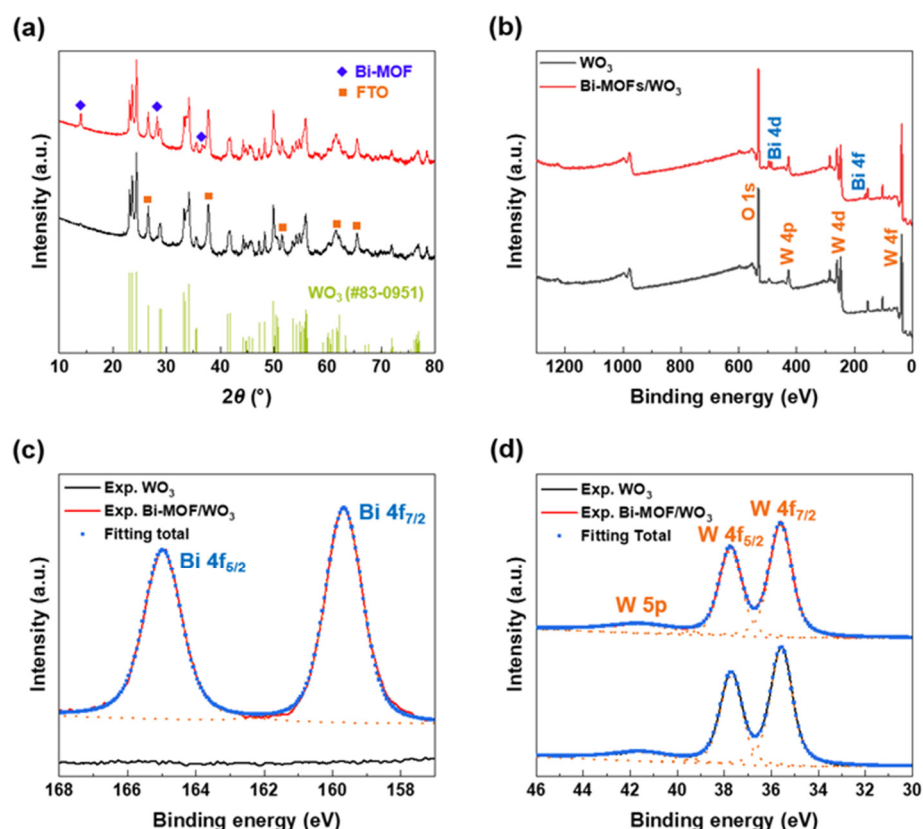 (a)
Intensity (a.u.)
Bi-MOF
FTO
WO₃ (#83-0951)
10 20 30 40 50 60 70 80
2θ (°)
(b)
Intensity (a.u.)
WO₃
Bi-MOFs/WO₃
O 1s
Bi 4d
W 4p
W 4d
Bi 4f
W 4f
1200 1000 800 600 400 200 0
Binding energy (eV)
(c)
Intensity (a.u.)
Exp. WO₃
Exp. Bi-MOF/WO₃
Fitting total
Bi 4f₅/₂
Bi 4f₇/₂
168 166 164 162 160 158
Binding energy (eV)
(d)
Intensity (a.u.)
Exp. WO₃
Exp. Bi-MOF/WO₃
Fitting Total
W 5p
W 4f₅/₂
W 4f₇/₂
46 44 42 40 38 36 34 32 30
Binding energy (eV)